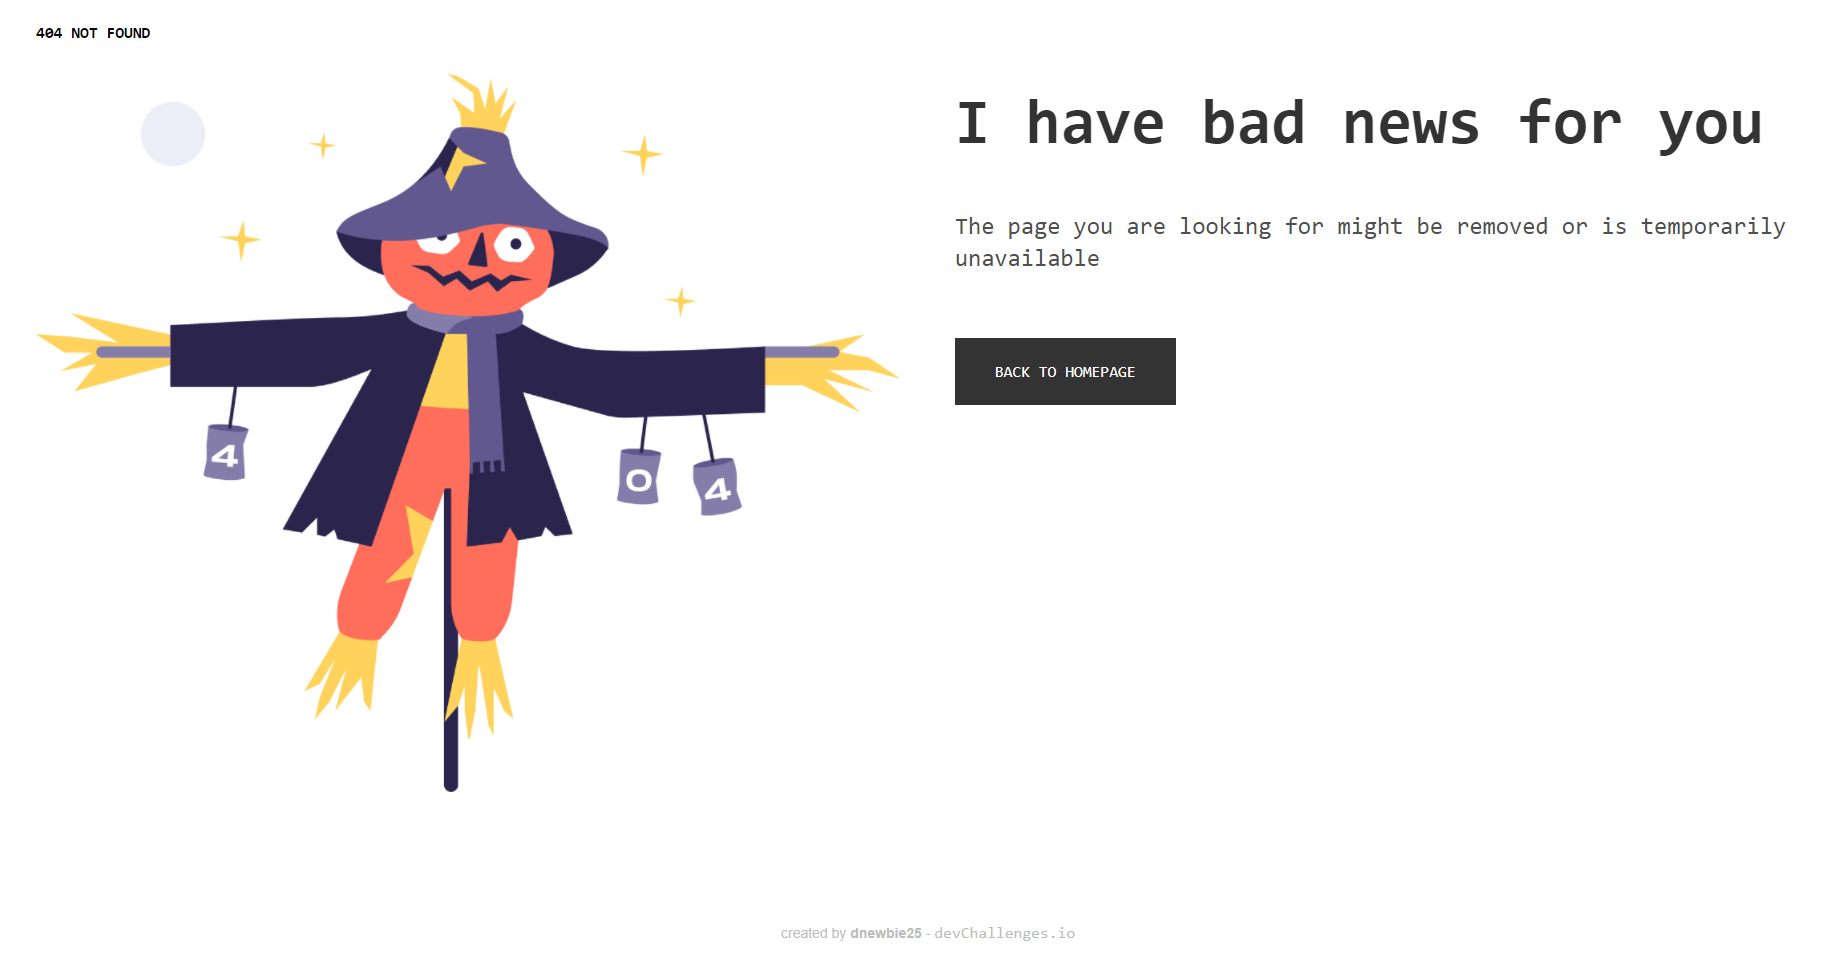 404 NOT FOUND
I have bad news for you
The page you are looking for might be removed or is temporarily
unavailable
BACK TO HOMEPAGE
4
0
4
created by dnewbie25 - devChallenges.io